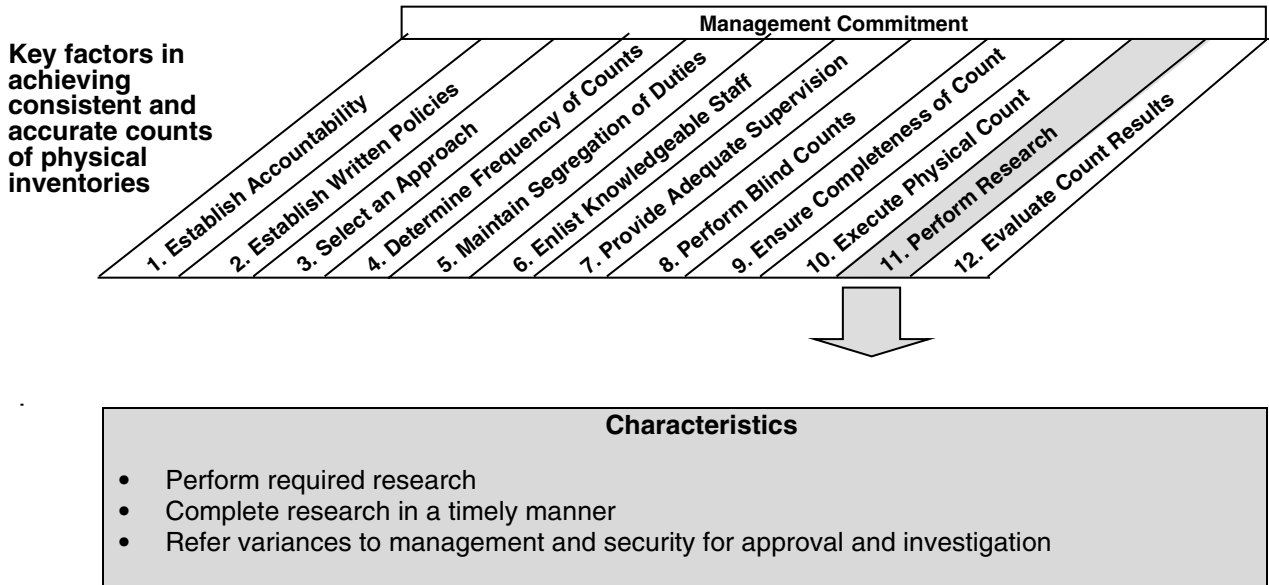 Management Commitment
Key factors in
achieving
consistent and
accurate counts
of physical
inventories
1. Establish Accountability
2. Establish Written Policies
3. Select an Approach
4. Determine Frequency of Counts
5. Maintain Segregation of Duties
6. Enlist Knowledgeable Staff
7. Provide Adequate Supervision
8. Perform Blind Counts
9. Ensure Completeness of Count
10. Execute Physical Count
11. Perform Research
12. Evaluate Count Results
.
Characteristics
• Perform required research
• Complete research in a timely manner
• Refer variances to management and security for approval and investigation